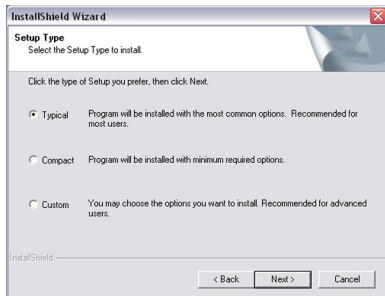 InstallShield Wizard
Setup Type
Select the Setup Type to install.
Click the type of Setup you prefer, then click Next.
Typical Program will be installed with the most common options. Recommended for
most users.
Compact Program will be installed with minimum required options.
Custom You may choose the options you want to install. Recommended for advanced
users.
InstallShield
< Back Next > Cancel